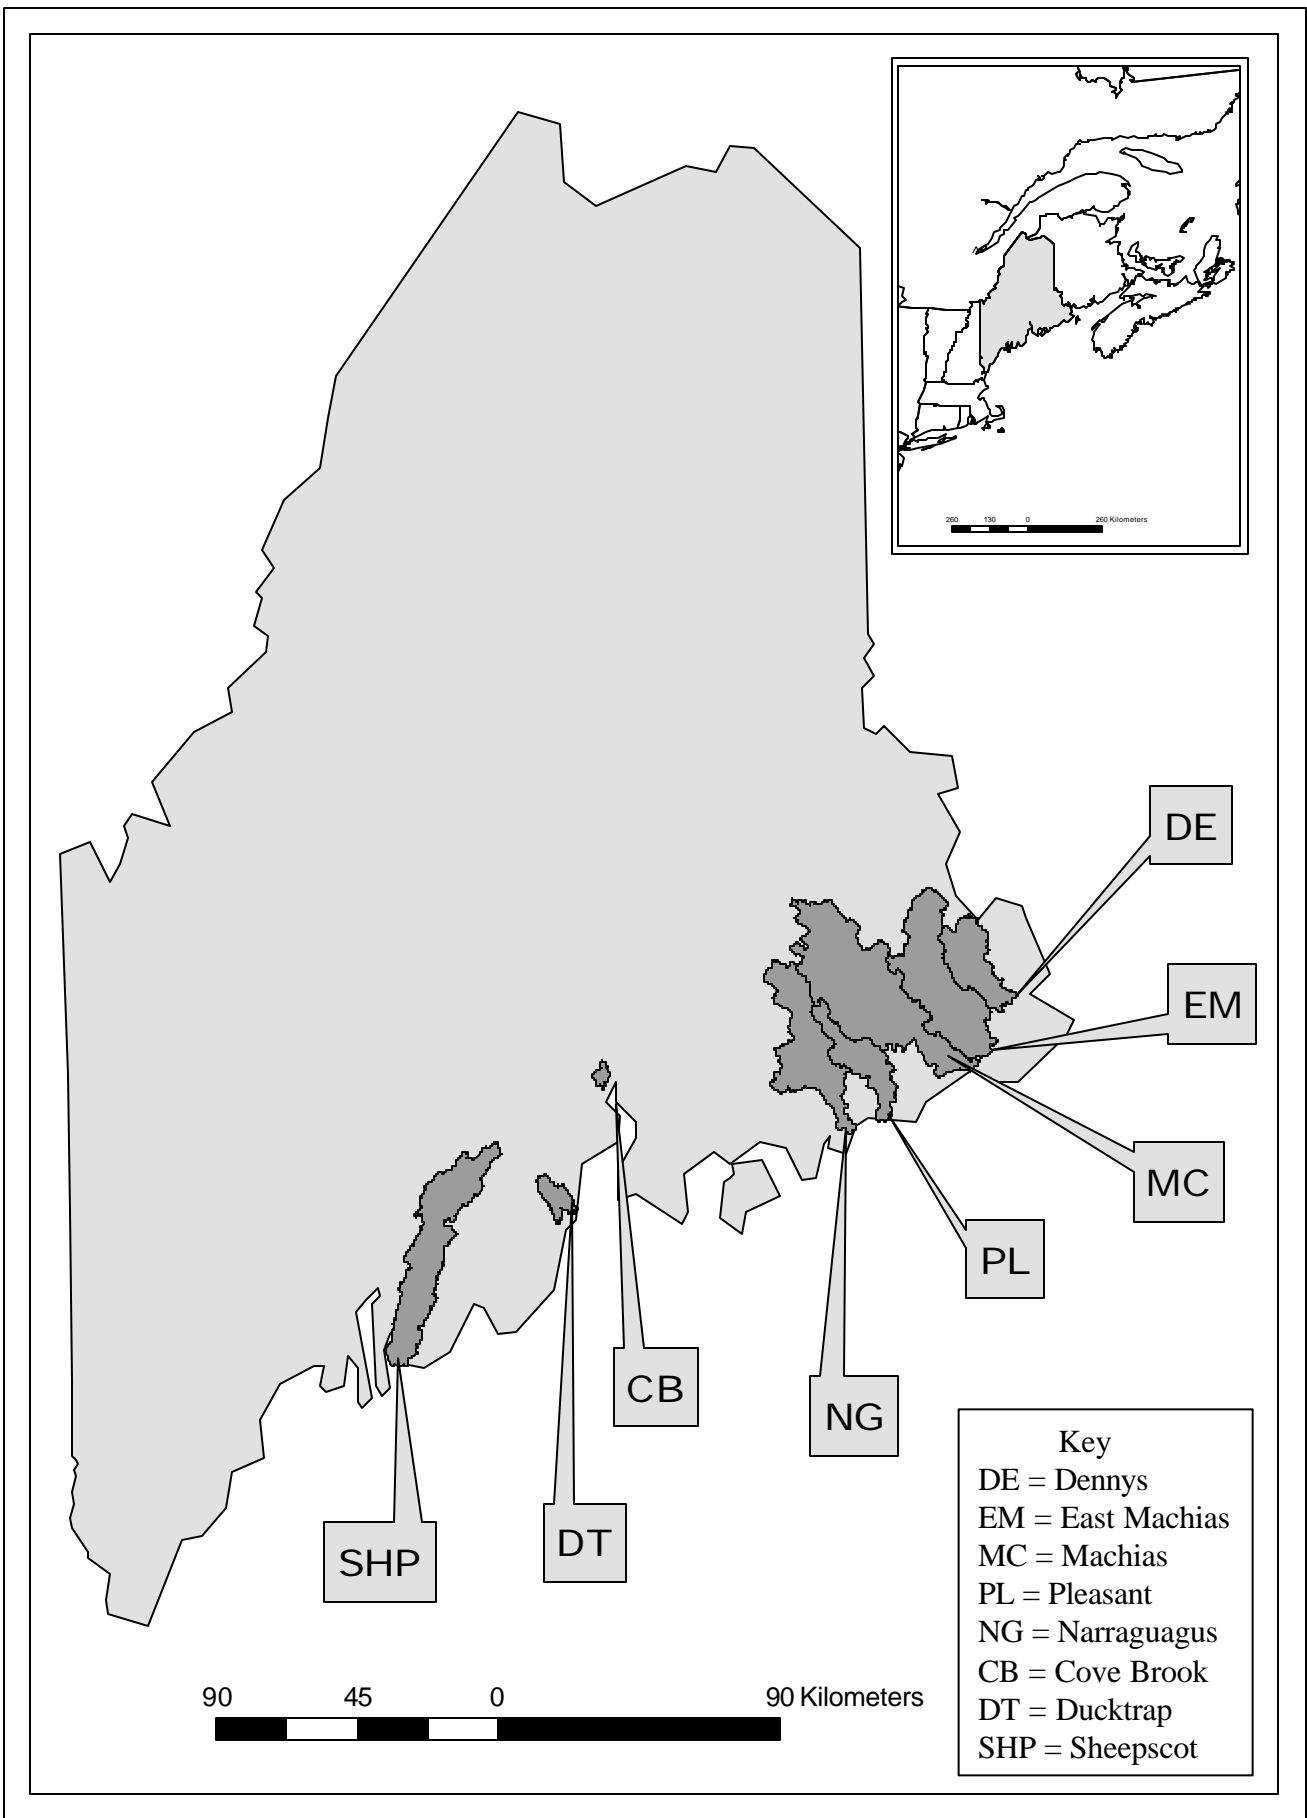 260 130 0 260 Kilometers
DE
EM
MC
PL
CB
NG
DT
SHP
Key
DE = Dennys
EM = East Machias
MC = Machias
PL = Pleasant
NG = Narraguagus
CB = Cove Brook
DT = Ducktrap
SHP = Sheepscot
90 45 0 90 Kilometers